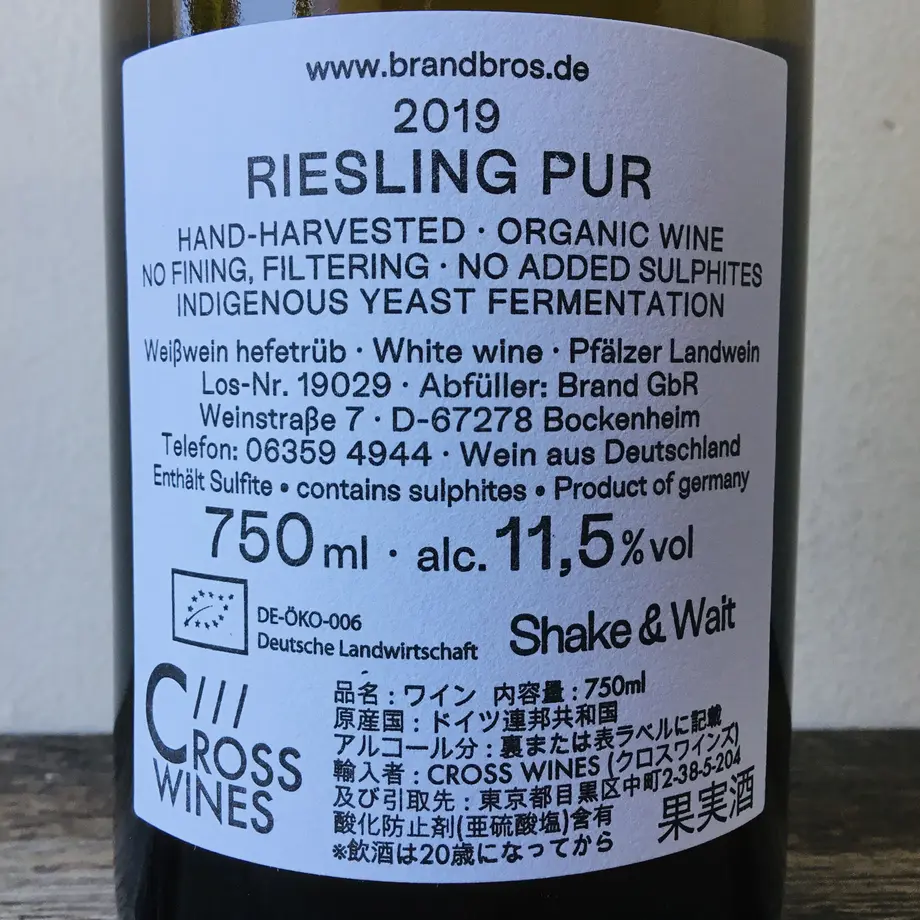 www.brandbros.de
2019
RIESLING PUR
HAND-HARVESTED · ORGANIC WINE
NO FINING, FILTERING · NO ADDED SULPHITES
INDIGENOUS YEAST FERMENTATION
Weißwein hefetrüb · White wine · Pfälzer Landwein
Los-Nr. 19029 · Abfüller: Brand GbR
Weinstraße 7 · D-67278 Bockenheim
Telefon: 06359 4944 · Wein aus Deutschland
Enthält Sulfite • contains sulphites • Product of germany
750 ml · alc. 11,5 % vol
DE-ÖKO-006
Deutsche Landwirtschaft
Shake & Wait
C///
CROSS
WINES
品名：ワイン 内容量：750ml
原産国：ドイツ連邦共和国
アルコール分：裏または表ラベルに記載
輸入者：CROSS WINES (クロスワインズ)
及び引取先：東京都目黒区中町2-38-5-204
酸化防止剤(亜硫酸塩)含有
※飲酒は20歳になってから
果実酒